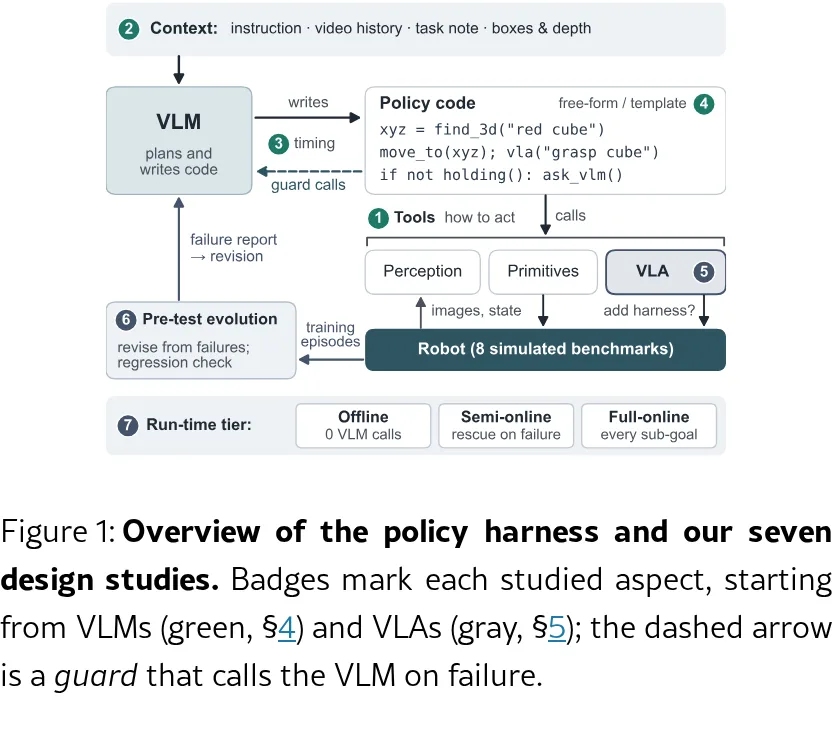 2 Context: instruction · video history · task note · boxes & depth
VLM
plans and
writes code
writes
3 timing
guard calls
Policy code free-form / template 4
xyz = find_3d("red cube")
move_to(xyz); vla("grasp cube")
if not holding(): ask_vlm()
1 Tools how to act
calls
Perception
Primitives
VLA 5
failure report
→ revision
images, state
add harness?
6 Pre-test evolution
revise from failures;
regression check
training
episodes
Robot (8 simulated benchmarks)
7 Run-time tier:
Offline
0 VLM calls
Semi-online
rescue on failure
Full-online
every sub-goal
Figure 1: Overview of the policy harness and our seven
design studies. Badges mark each studied aspect, starting
from VLMs (green, §4) and VLAs (gray, §5); the dashed arrow
is a guard that calls the VLM on failure.